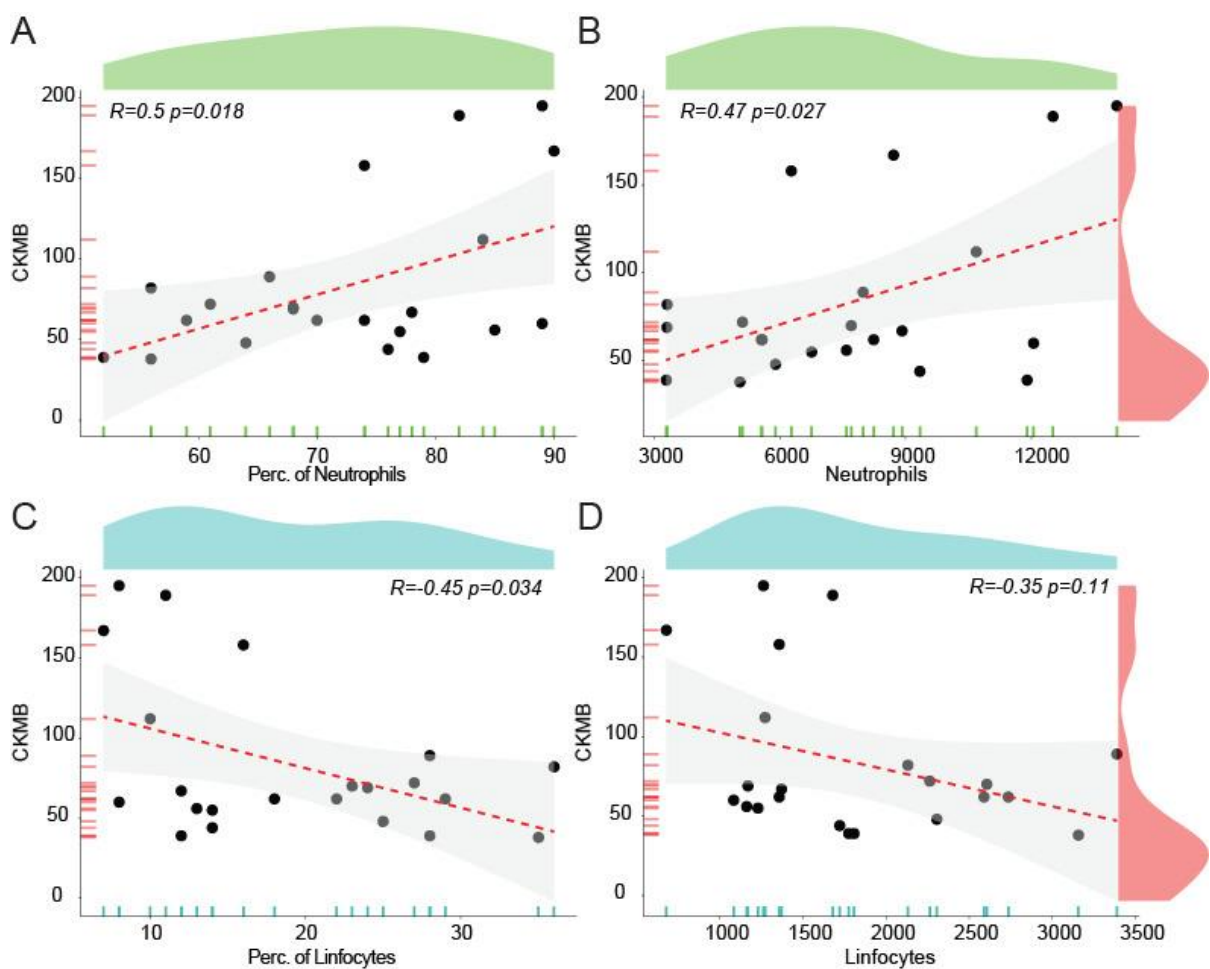 A
R=0.5 p=0.018
CKMB
200
150
100
50
0
60
70
80
90
Perc. of Neutrophils
B
R=0.47 p=0.027
CKMB
200
150
100
50
3000
6000
9000
12000
Neutrophils
C
R=-0.45 p=0.034
CKMB
200
150
100
50
0
10
20
30
Perc. of Linfocytes
D
R=-0.35 p=0.11
CKMB
200
150
100
50
0
1000
1500
2000
2500
3000
3500
Linfocytes